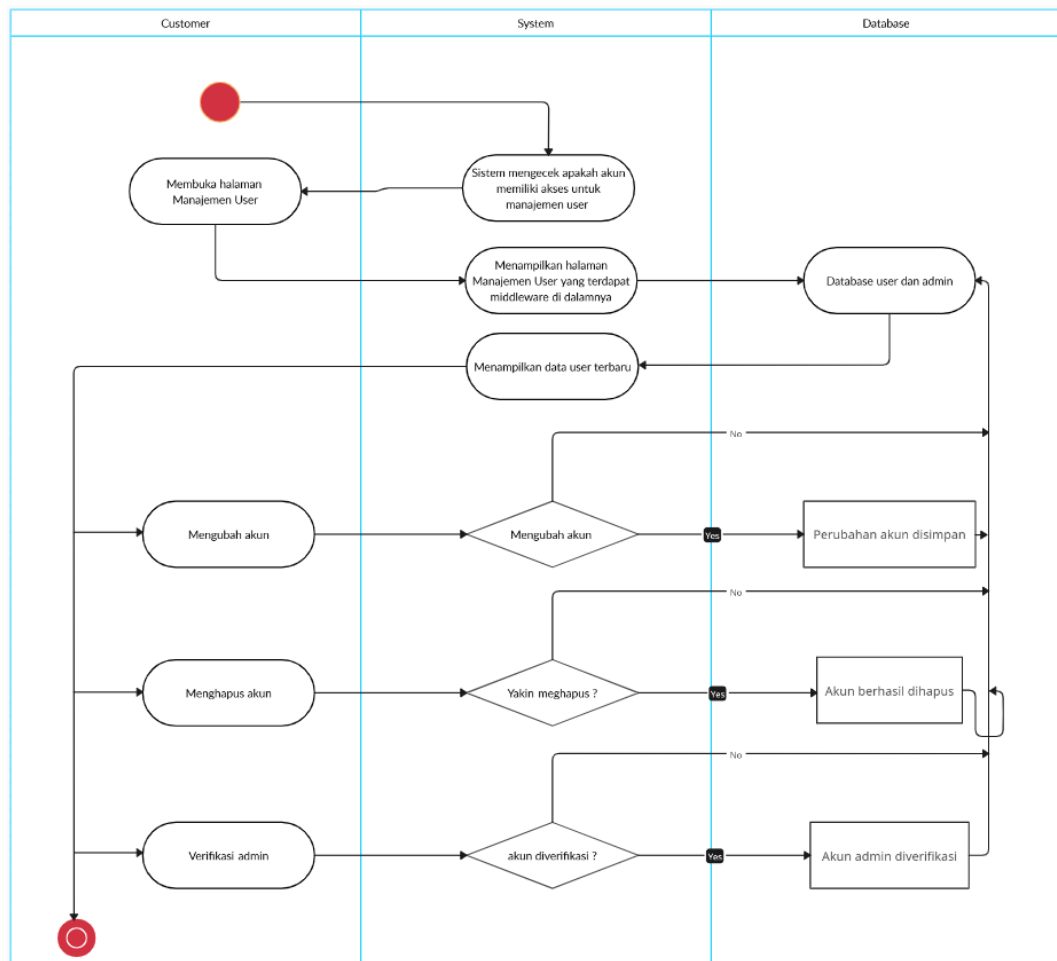 Customer
System
Database
Sistem mengecek apakah akun
memiliki akses untuk
manajemen user
Membuka halaman
Manajemen User
Menampilkan halaman
Manajemen User yang terdapat
middleware di dalamnya
Database user dan admin
Menampilkan data user terbaru
No
Mengubah akun
Mengubah akun
Yes
Perubahan akun disimpan
No
Menghapus akun
Yakin meghapus ?
Yes
Akun berhasil dihapus
No
Verifikasi admin
akun diverifikasi ?
Yes
Akun admin diverifikasi